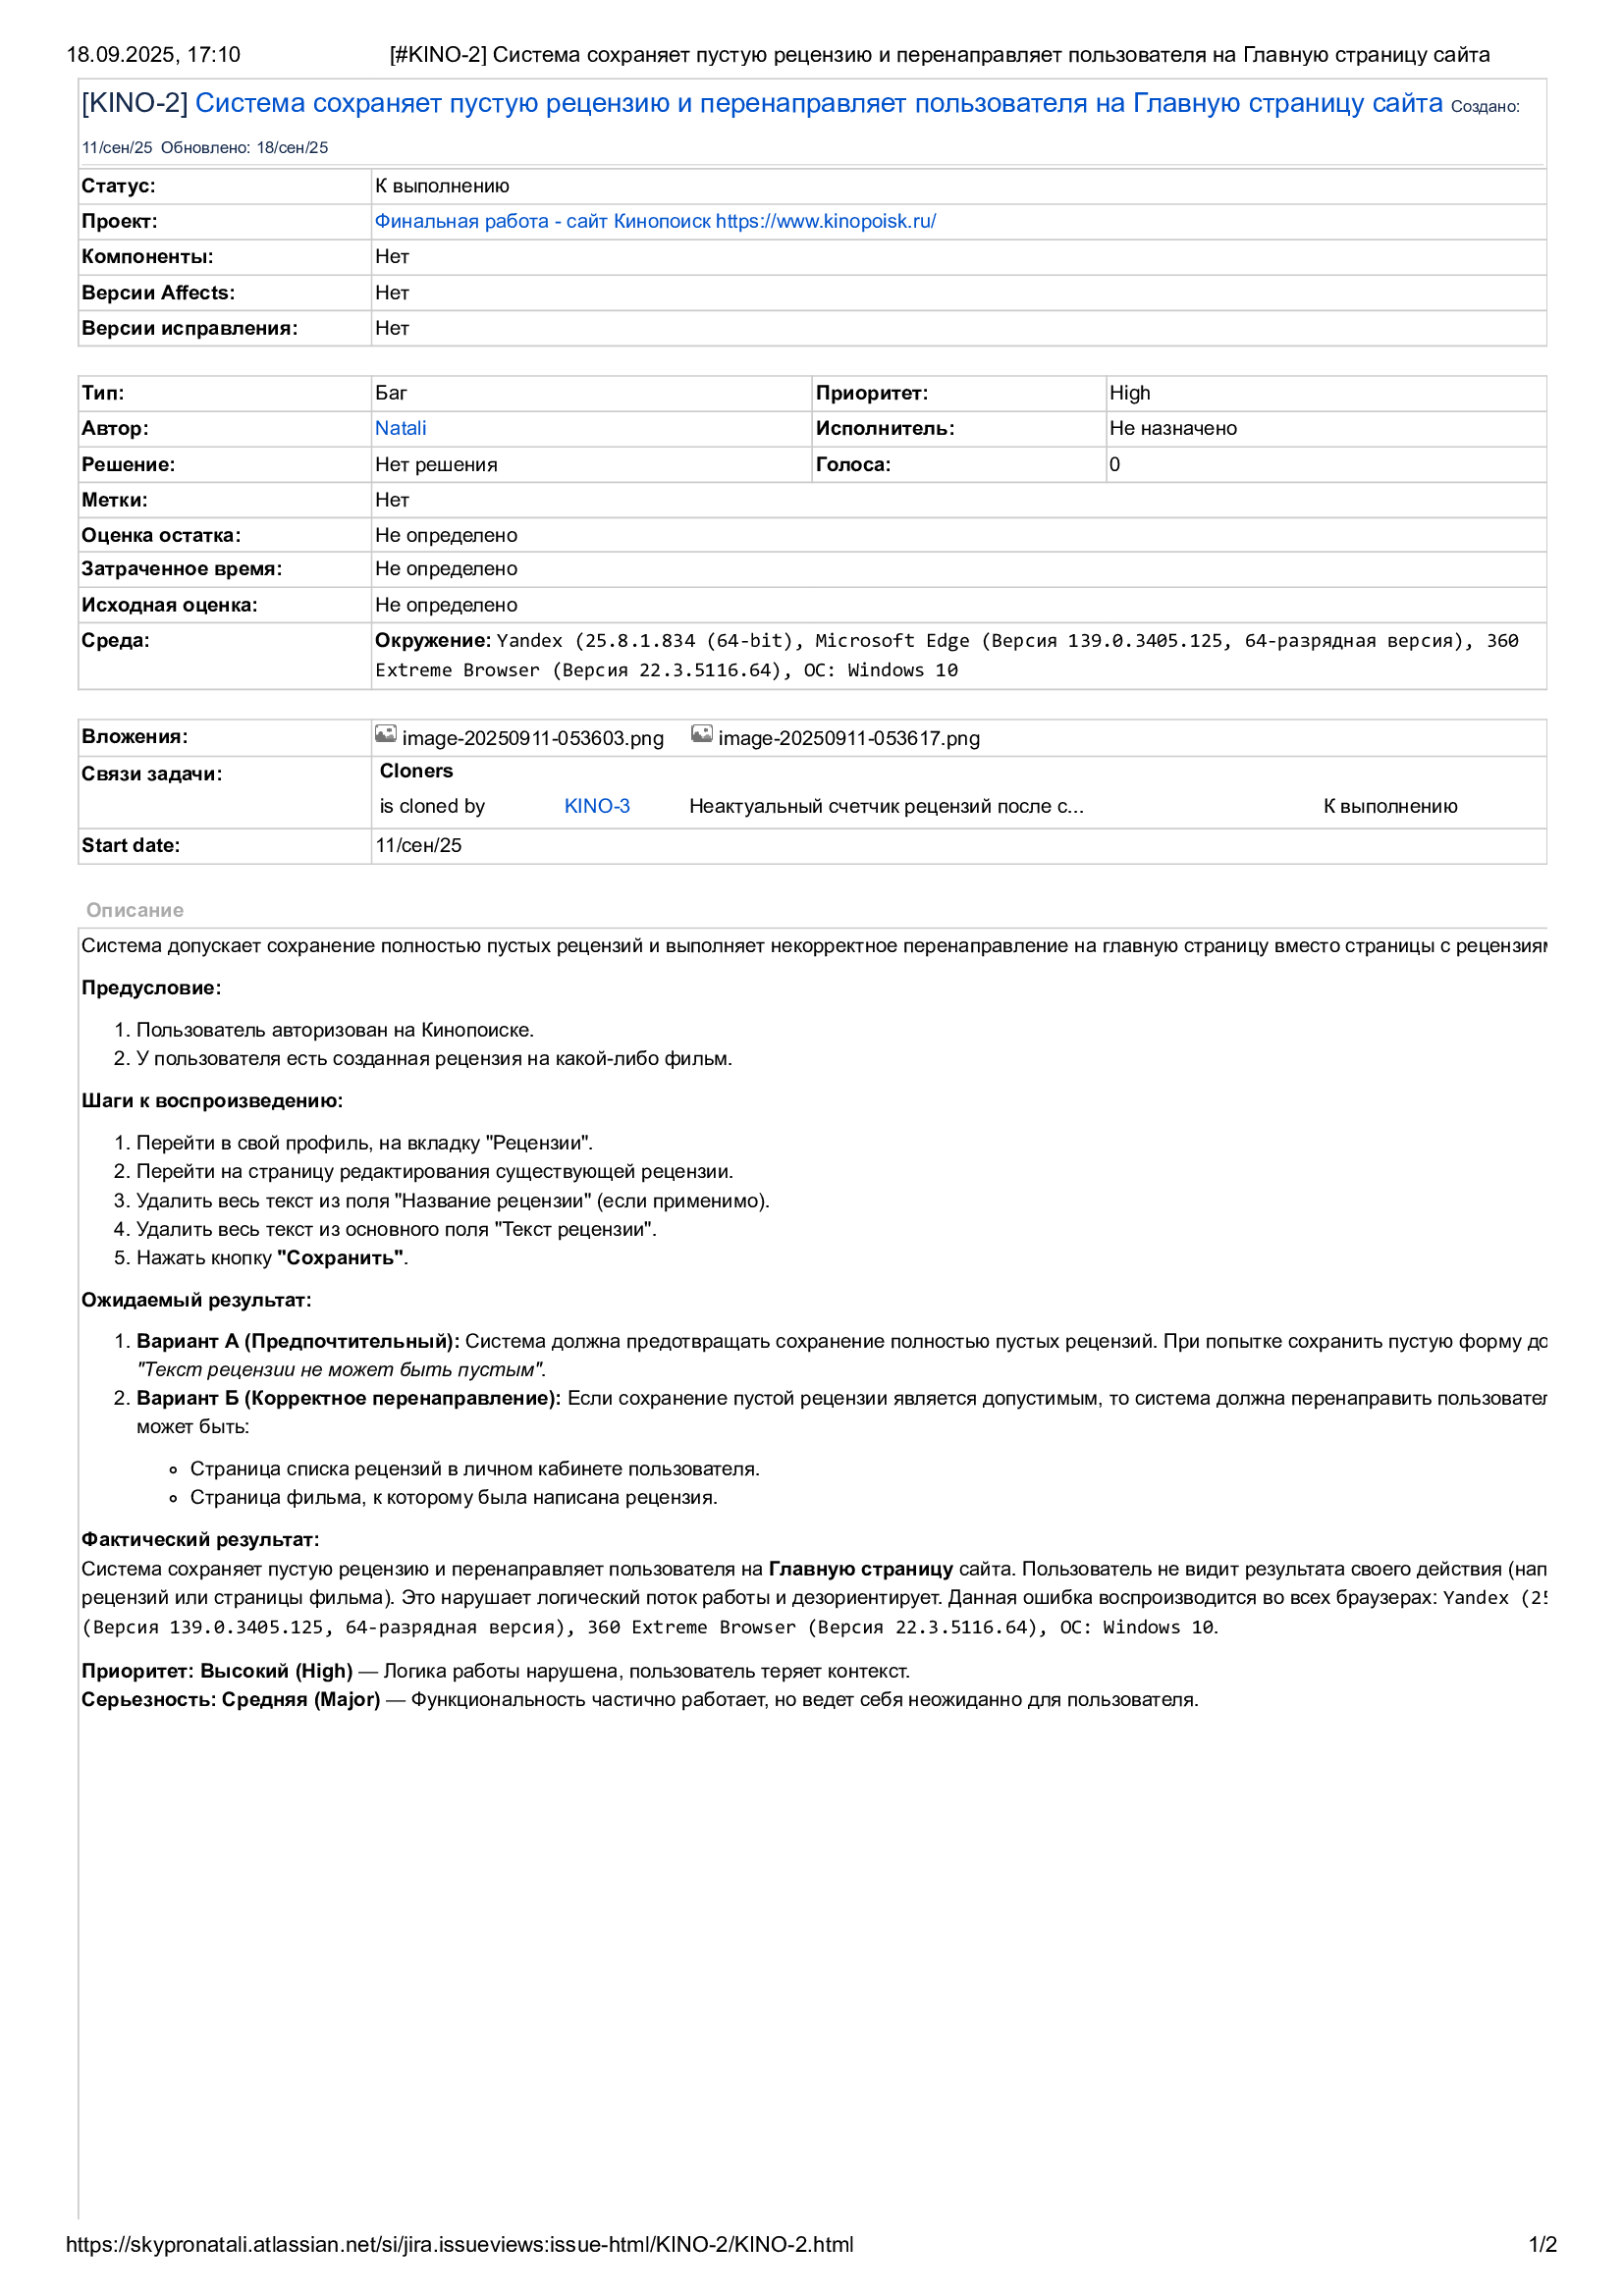 18.09.2025, 17:10 [#KINO-2] Система сохраняет пустую рецензию и перенаправляет пользователя на Главную страницу сайта
[KINO-2] Система сохраняет пустую рецензию и перенаправляет пользователя на Главную страницу сайта Создано:
11/сен/25 Обновлено: 18/сен/25
Статус: К выполнению
Проект: Финальная работа - сайт Кинопоиск https://www.kinopoisk.ru/
Компоненты: Нет
Версии Affects: Нет
Версии исправления: Нет
Тип: Баг Приоритет: High
Автор: Natali Исполнитель: Не назначено
Решение: Нет решения Голоса: 0
Метки: Нет
Оценка остатка: Не определено
Затраченное время: Не определено
Исходная оценка: Не определено
Среда: Окружение: Yandex (25.8.1.834 (64-bit), Microsoft Edge (Версия 139.0.3405.125, 64-разрядная версия), 360
Extreme Browser (Версия 22.3.5116.64), ОС: Windows 10
Вложения: image-20250911-053603.png image-20250911-053617.png
Связи задачи: Cloners
is cloned by KINO-3 Неактуальный счетчик рецензий после с... К выполнению
Start date: 11/сен/25
Описание
Система допускает сохранение полностью пустых рецензий и выполняет некорректное перенаправление на главную страницу вместо страницы с
Предусловие:
1. Пользователь авторизован на Кинопоиске.
2. У пользователя есть созданная рецензия на какой-либо фильм.
Шаги к воспроизведению:
1. Перейти в свой профиль, на вкладку "Рецензии".
2. Перейти на страницу редактирования существующей рецензии.
3. Удалить весь текст из поля "Название рецензии" (если применимо).
4. Удалить весь текст из основного поля "Текст рецензии".
5. Нажать кнопку "Сохранить".
Ожидаемый результат:
1. Вариант А (Предпочтительный): Система должна предотвращать сохранение полностью пустых рецензий. При попытке сохранить пустую форму
"Текст рецензии не может быть пустым".
2. Вариант Б (Корректное перенаправление): Если сохранение пустой рецензии является допустимым, то система должна перенаправить
может быть:
Страница списка рецензий в личном кабинете пользователя.
Страница фильма, к которому была написана рецензия.
Фактический результат:
Система сохраняет пустую рецензию и перенаправляет пользователя на Главную страницу сайта. Пользователь не видит результата своего действия
рецензий или страницы фильма). Это нарушает логический поток работы и дезориентирует. Данная ошибка воспроизводится во всех браузерах: Yandex
(Версия 139.0.3405.125, 64-разрядная версия), 360 Extreme Browser (Версия 22.3.5116.64), ОС: Windows 10.
Приоритет: Высокий (High) — Логика работы нарушена, пользователь теряет контекст.
Серьезность: Средняя (Major) — Функциональность частично работает, но ведет себя неожиданно для пользователя.
https://skypronatali.atlassian.net/si/jira.issueviews:issue-html/KINO-2/KINO-2.html 1/2